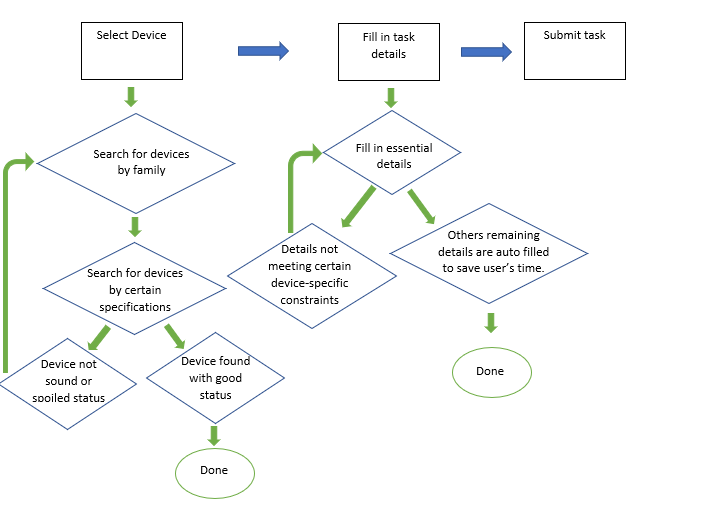 Select Device
Fill in task
details
Submit task
Search for devices
by family
Fill in essential
details
Search for devices
by certain
specifications
Details not
meeting certain
device-specific
constraints
Others remaining
details are auto filled
to save user’s time.
Device not
sound or
spoiled status
Device found
with good
status
Done
Done